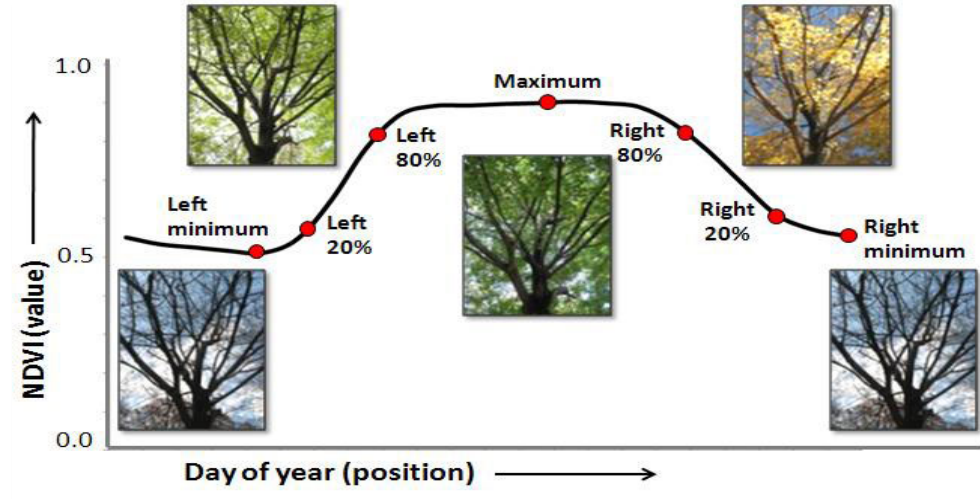 1.0
Maximum
Left
80%
Right
80%
Left
minimum
Left
20%
Right
20%
Right
minimum
0.5
0.0
NDVI(value)
Day of year (position)